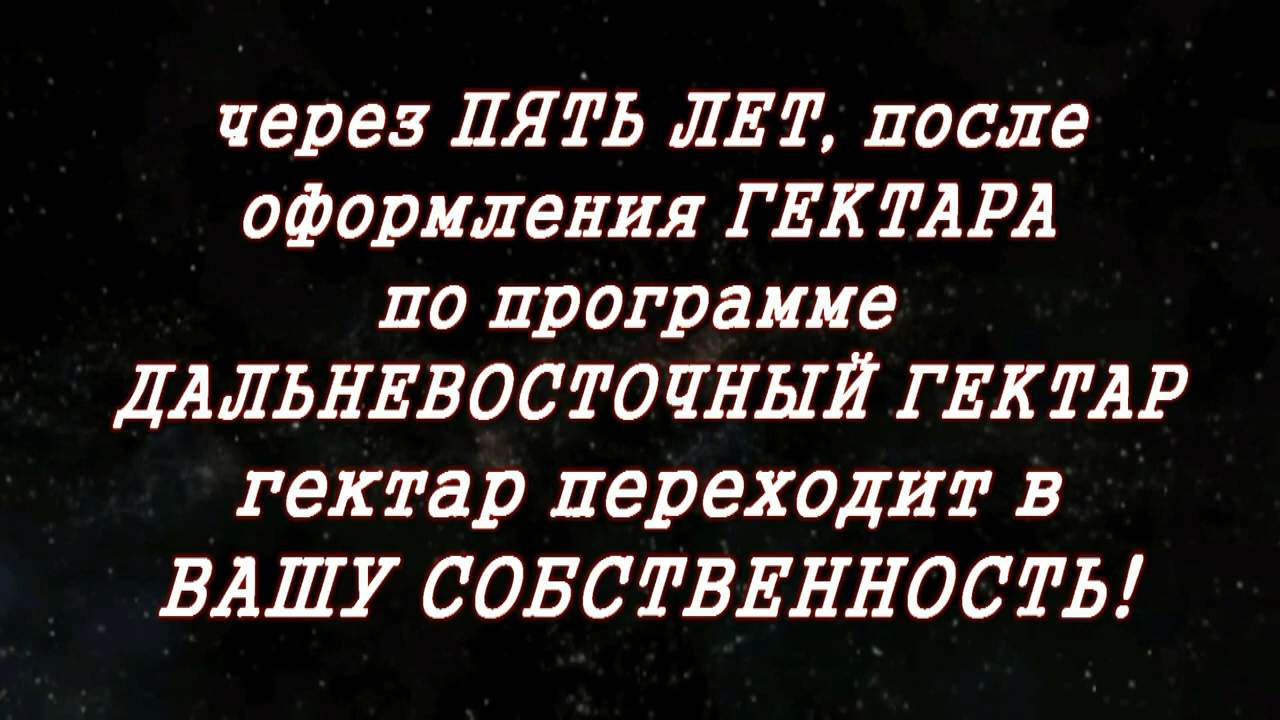 через ПЯТЬ ЛЕТ, после
оформления ГЕКТАРА
по программе
ДАЛЬНЕВОСТОЧНЫЙ ГЕКТАР
гектар переходит в
ВАШУ СОБСТВЕННОСТЬ!